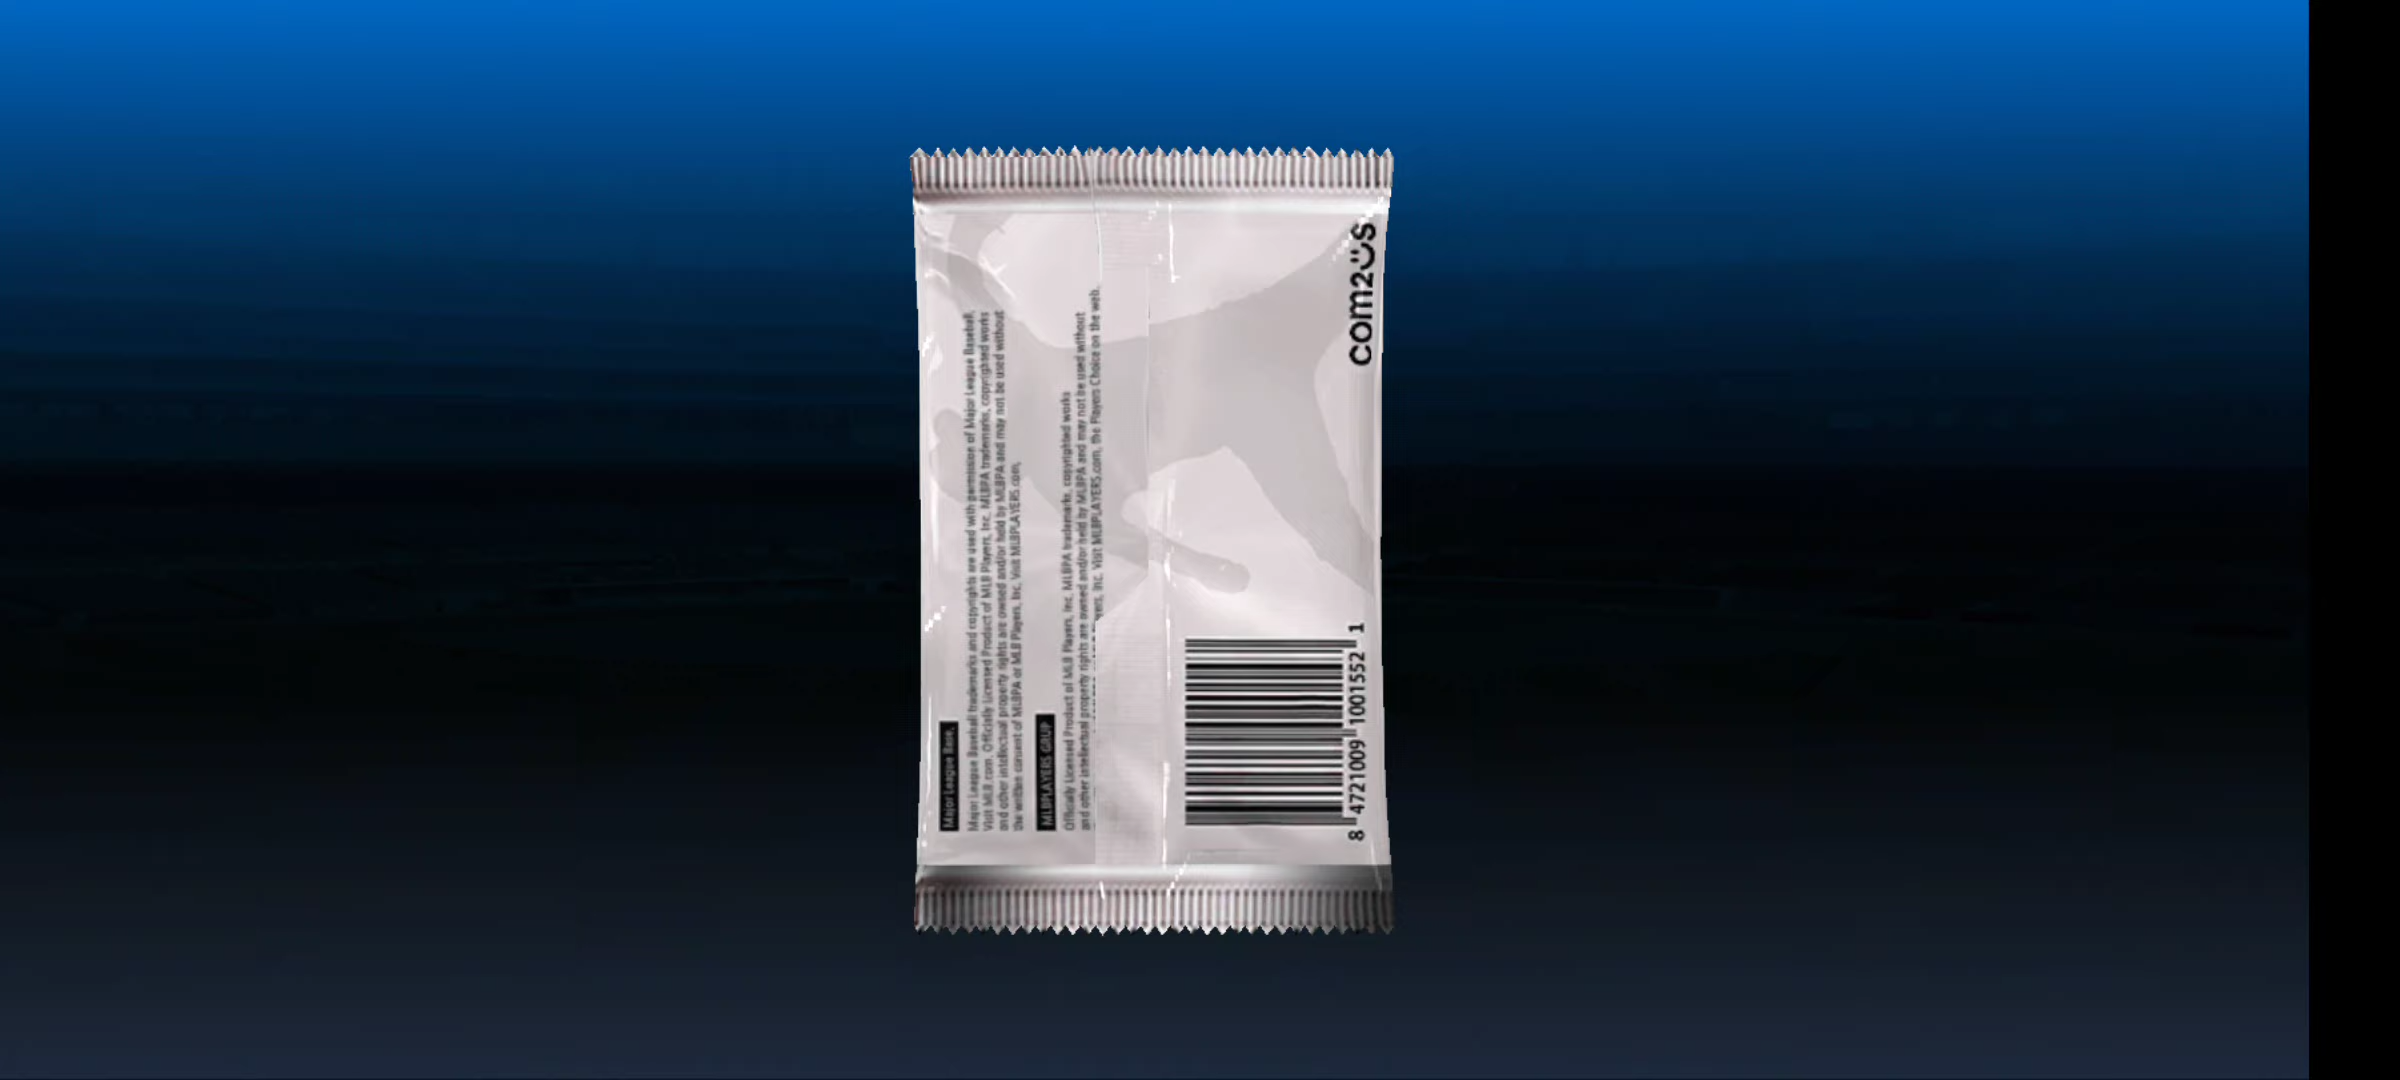 com2us
Major League Base.
Major League Baseball trademarks and copyrights are used with permission of Major League Baseball.
Visit MLB.com. Officially Licensed Product of MLB Players, Inc. MLBPA trademarks, copyrighted works
and other intellectual property rights are owned and/or held by MLBPA and may not be used without
the written consent of MLBPA or MLB Players, Inc. Visit MLBPLAYERS.com,
MLBPLAYERS GRUP
Officially Licensed Product of MLB Players, Inc. MLBPA trademarks, copyrighted works
and other intellectual property rights are owned and/or held by MLBPA and may not be used without
Inc. Visit MLBPLAYERS.com, the Players Choice on the web.
8 4721009 1001552 1